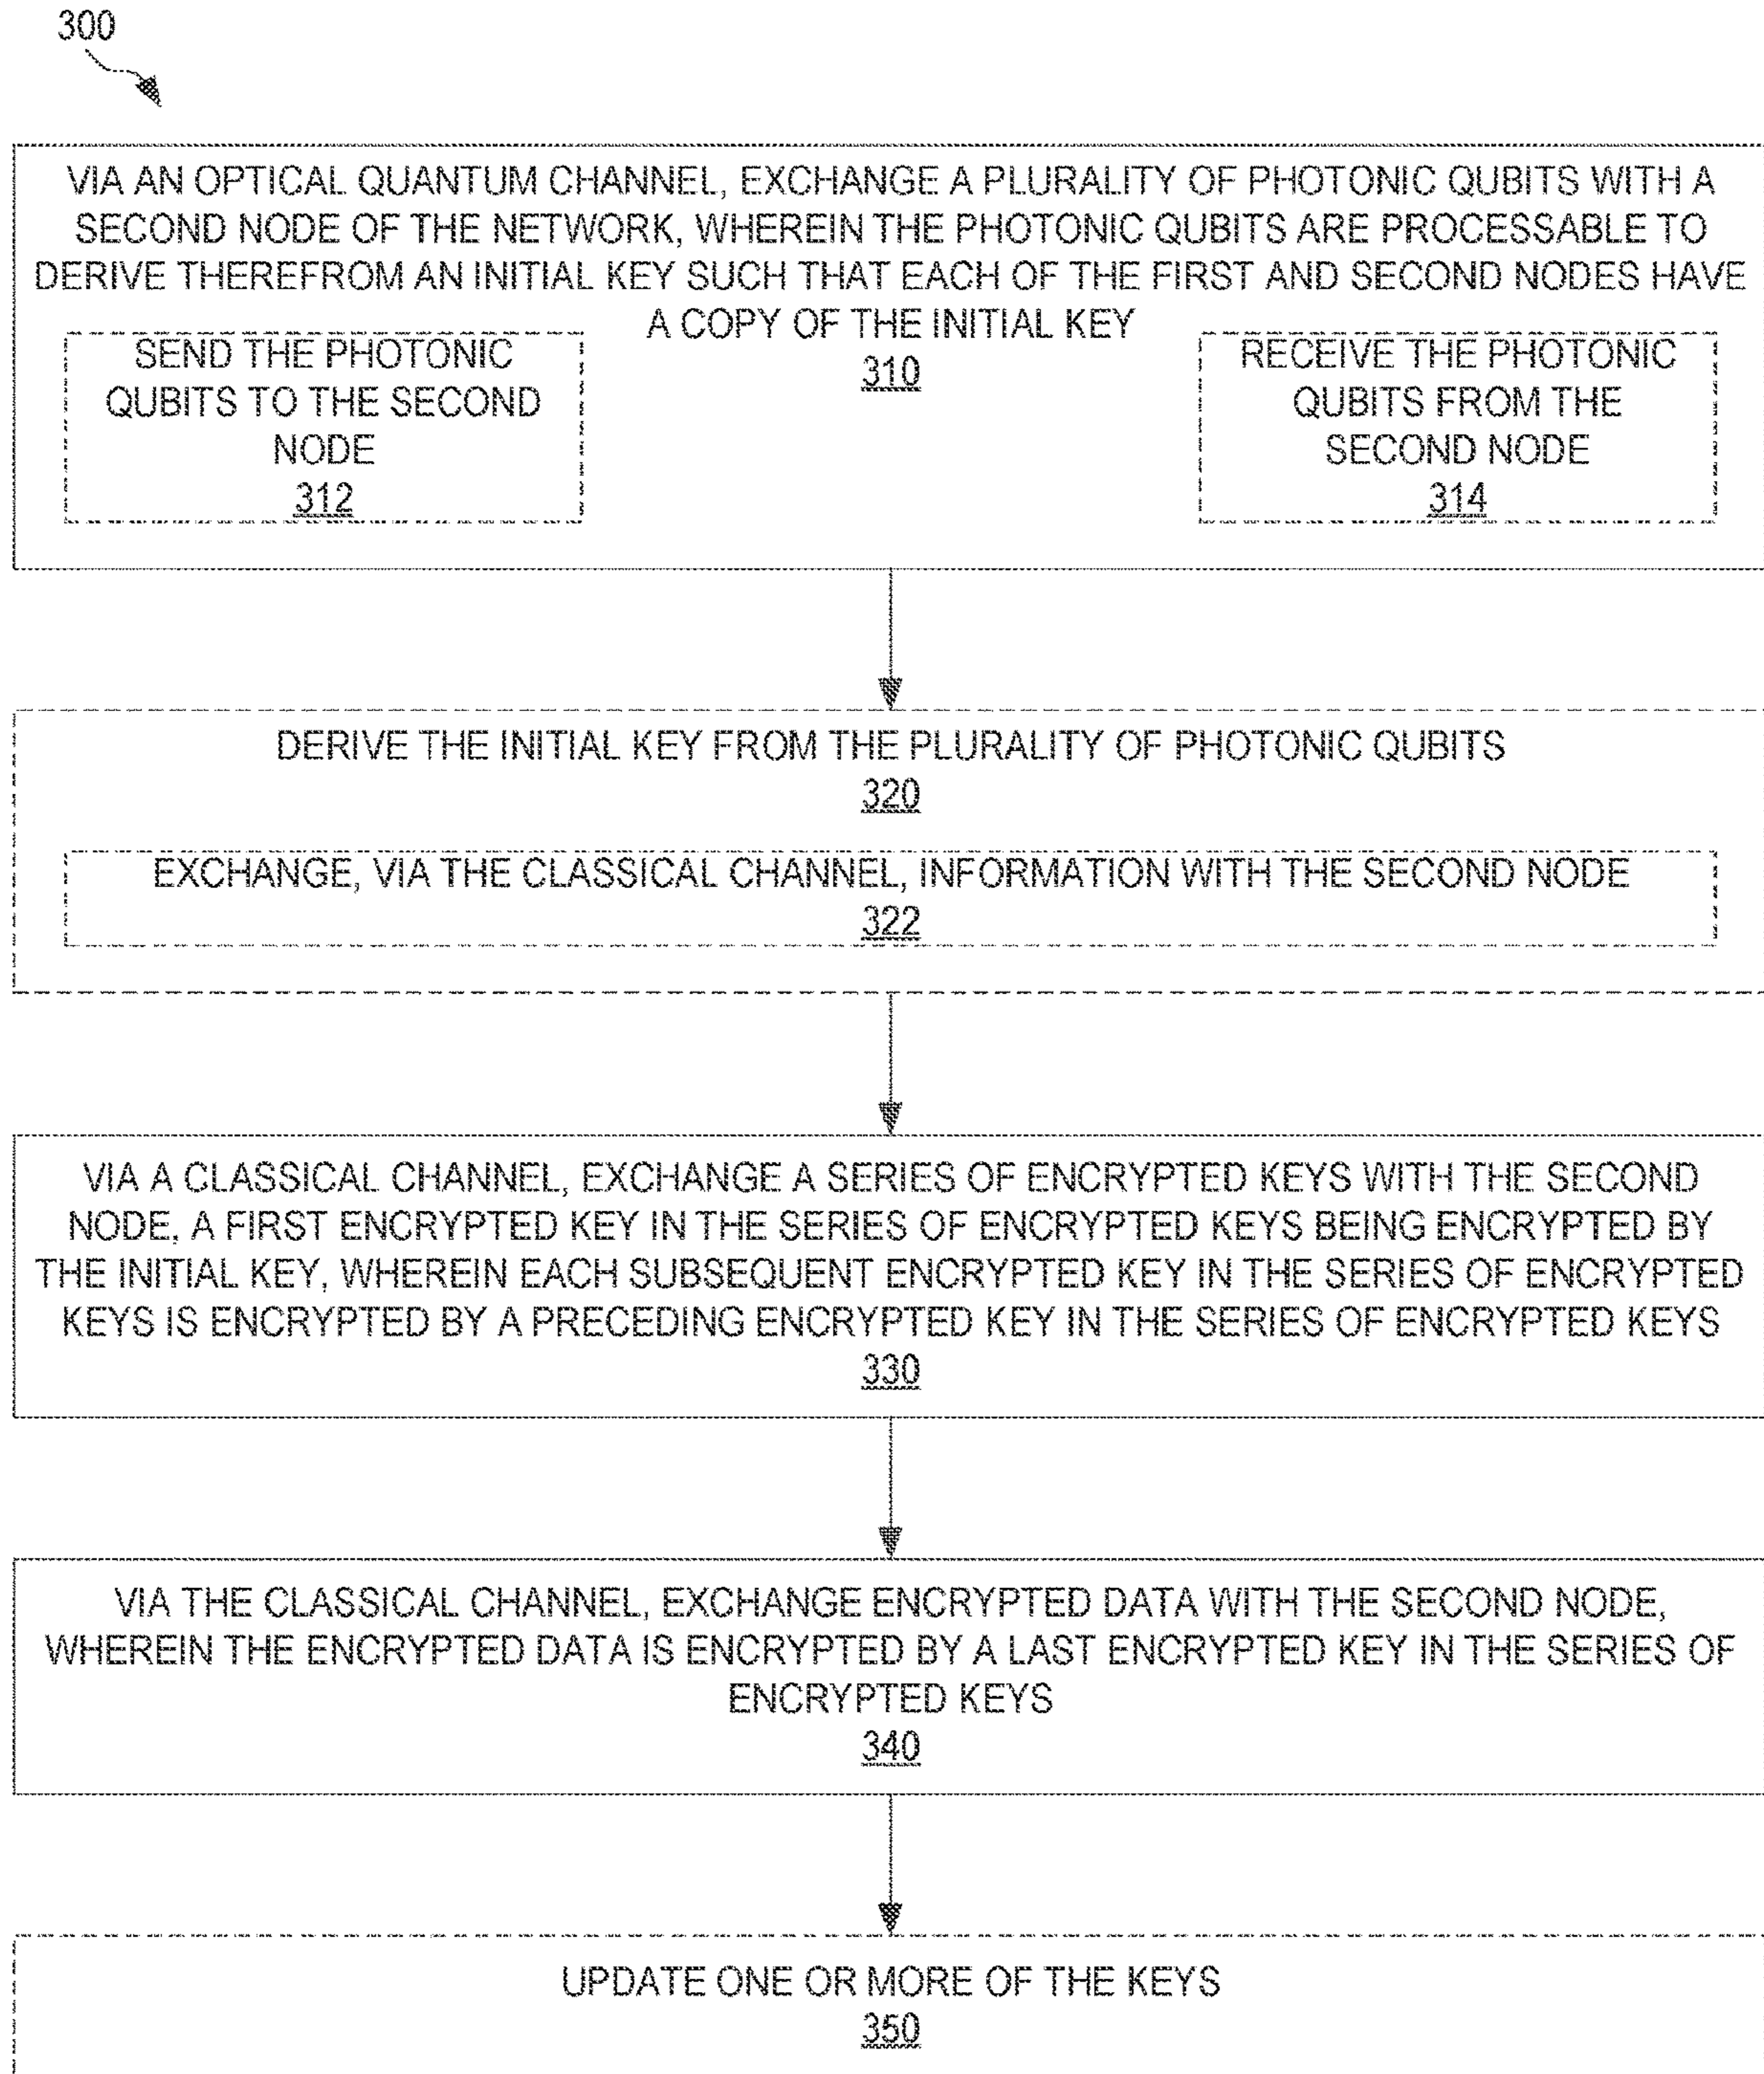 300
VIA AN OPTICAL QUANTUM CHANNEL, EXCHANGE A PLURALITY OF PHOTONIC QUBITS WITH A
SECOND NODE OF THE NETWORK, WHEREIN THE PHOTONIC QUBITS ARE PROCESSABLE TO
DERIVE THEREFROM AN INITIAL KEY SUCH THAT EACH OF THE FIRST AND SECOND NODES HAVE
A COPY OF THE INITIAL KEY
310
SEND THE PHOTONIC
QUBITS TO THE SECOND
NODE
312
RECEIVE THE PHOTONIC
QUBITS FROM THE
SECOND NODE
314
DERIVE THE INITIAL KEY FROM THE PLURALITY OF PHOTONIC QUBITS
320
EXCHANGE, VIA THE CLASSICAL CHANNEL, INFORMATION WITH THE SECOND NODE
322
VIA A CLASSICAL CHANNEL, EXCHANGE A SERIES OF ENCRYPTED KEYS WITH THE SECOND
NODE, A FIRST ENCRYPTED KEY IN THE SERIES OF ENCRYPTED KEYS BEING ENCRYPTED BY
THE INITIAL KEY, WHEREIN EACH SUBSEQUENT ENCRYPTED KEY IN THE SERIES OF ENCRYPTED
KEYS IS ENCRYPTED BY A PRECEDING ENCRYPTED KEY IN THE SERIES OF ENCRYPTED KEYS
330
VIA THE CLASSICAL CHANNEL, EXCHANGE ENCRYPTED DATA WITH THE SECOND NODE,
WHEREIN THE ENCRYPTED DATA IS ENCRYPTED BY A LAST ENCRYPTED KEY IN THE SERIES OF
ENCRYPTED KEYS
340
UPDATE ONE OR MORE OF THE KEYS
350